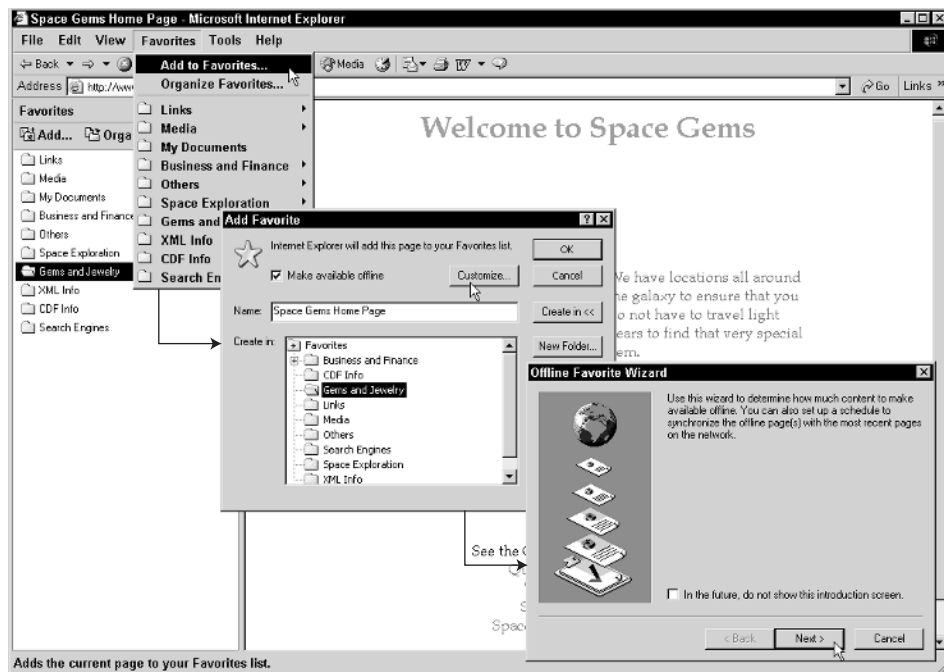 Space Gems Home Page - Microsoft Internet Explorer
File Edit View Favorites Tools Help
Back
Media
Address http://www
Go Links »
Add to Favorites...
Organize Favorites...
Links
Media
My Documents
Business and Finance
Others
Space Exploration
Gems and
XML Info
CDF Info
Search En
Favorites
Add... Orga
Links
Media
My Documents
Business and Finance
Others
Space Exploration
Gems and Jewelry
XML Info
CDF Info
Search Engines
Welcome to Space Gems
We have locations all around
he galaxy to ensure that you
o not have to travel light
ears to find that very special
em.
Add Favorite
Internet Explorer will add this page to your Favorites list.
OK
Make available offline
Customize...
Cancel
Name: Space Gems Home Page
Create in <<
Create in:
New Folder...
Favorites
Business and Finance
CDF Info
Gems and Jewelry
Links
Media
Others
Search Engines
Space Exploration
XML Info
See the
Spac
Offline Favorite Wizard
Use this wizard to determine how much content to make
available offline. You can also set up a schedule to
synchronize the offline page(s) with the most recent pages
on the network.
In the future, do not show this introduction screen.
< Back Next > Cancel
Adds the current page to your Favorites list.